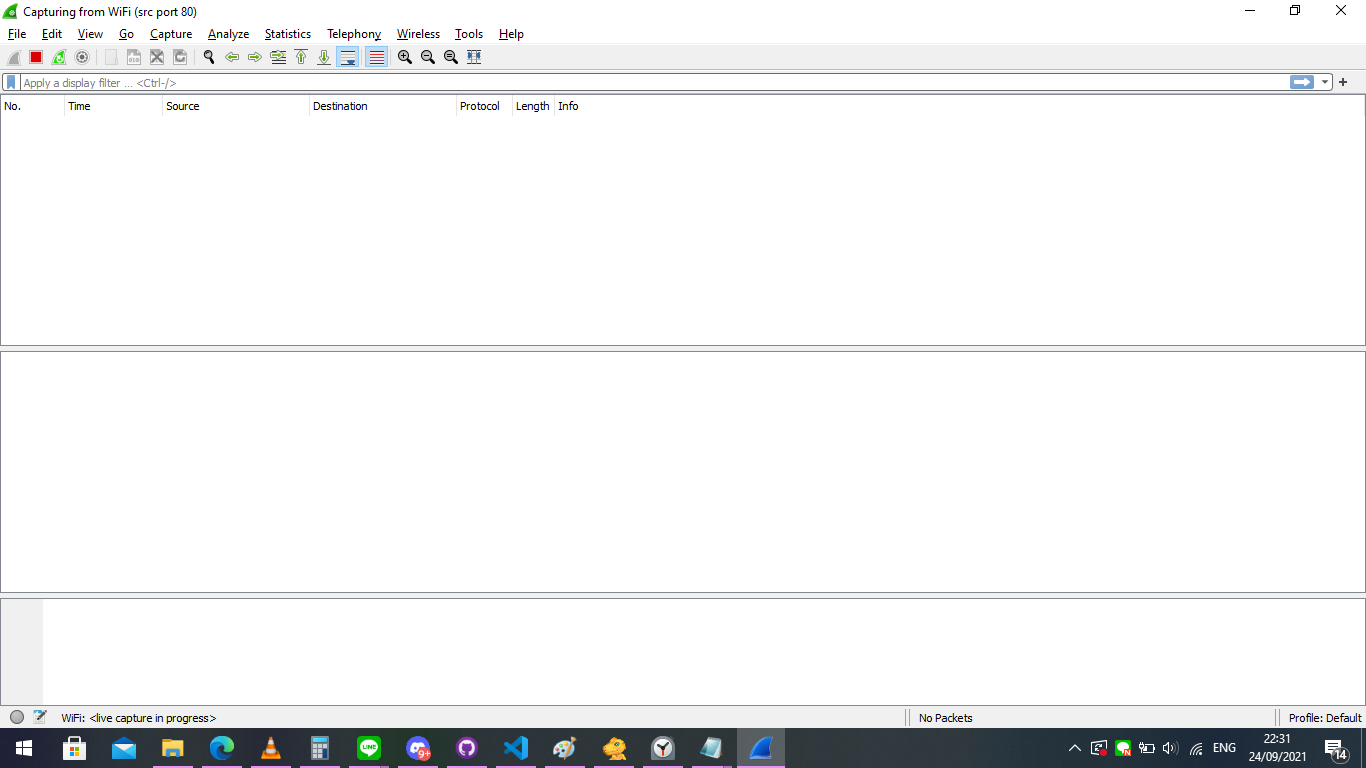 Capturing from WiFi (src port 80)
File Edit View Go Capture Analyze Statistics Telephony Wireless Tools Help
Apply a display filter ... <Ctrl-/>
No. Time Source Destination Protocol Length Info
WiFi: <live capture in progress> No Packets Profile: Default
LINE 9+ N ENG 22:31
24/09/2021 14